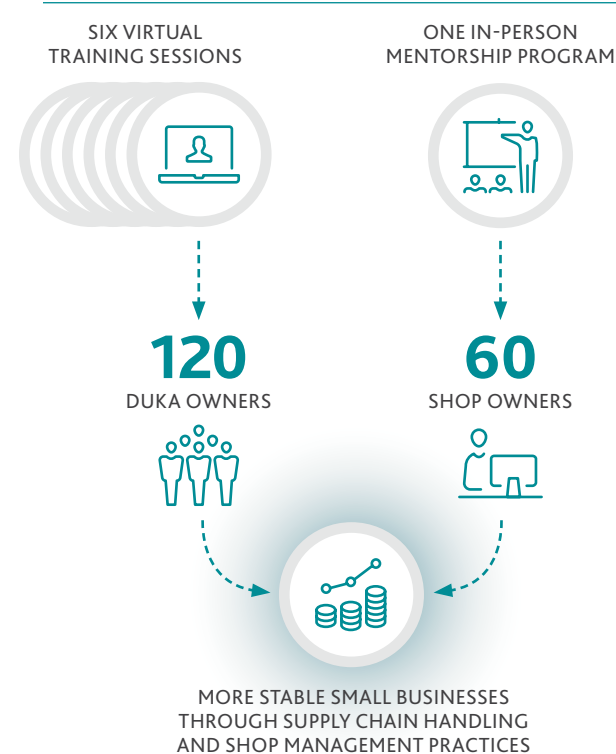 SIX VIRTUAL
TRAINING SESSIONS
ONE IN-PERSON
MENTORSHIP PROGRAM
120
DUKA OWNERS
60
SHOP OWNERS
MORE STABLE SMALL BUSINESSES
THROUGH SUPPLY CHAIN HANDLING
AND SHOP MANAGEMENT PRACTICES